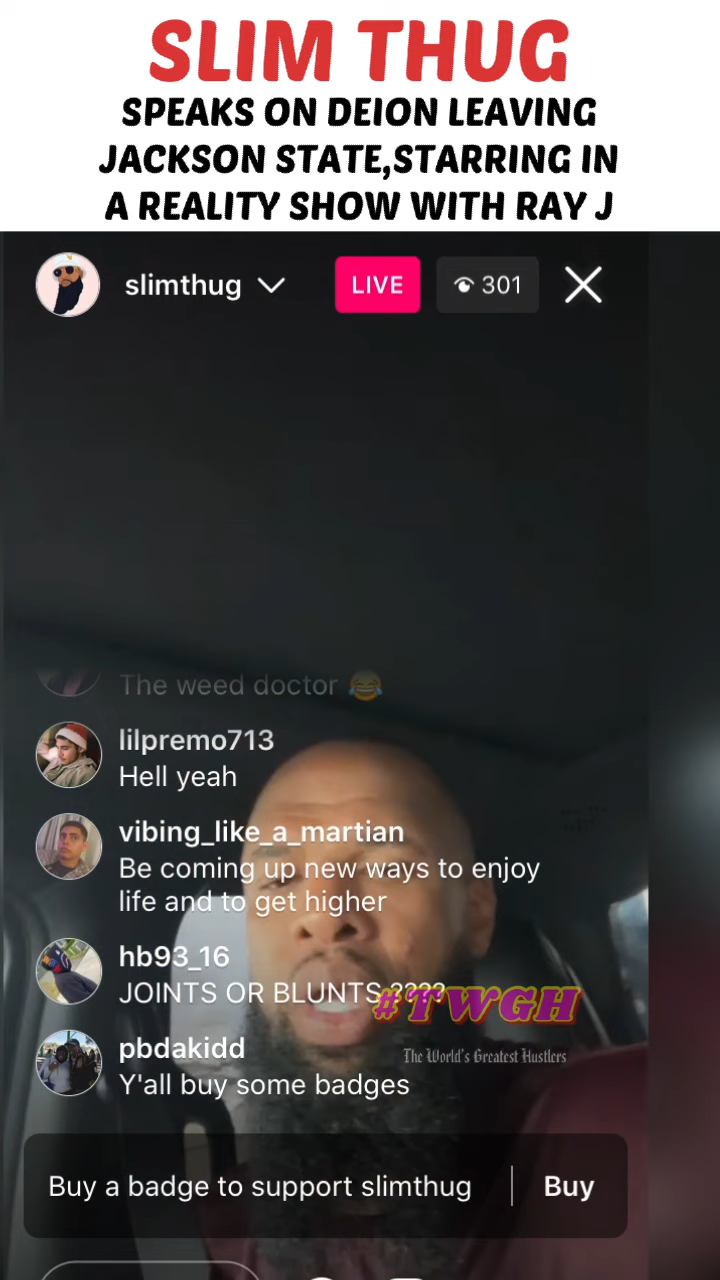 SLIM THUG
SPEAKS ON DEION LEAVING
JACKSON STATE,STARRING IN
A REALITY SHOW WITH RAY J
slimthug
LIVE
301
The weed doctor 😂
lilpremo713
Hell yeah
vibing_like_a_martian
Be coming up new ways to enjoy
life and to get higher
hb93_16
JOINTS OR BLUNTS ????
#TWGH
The World's Greatest Hustlers
pbdakidd
Y'all buy some badges
Buy a badge to support slimthug
Buy